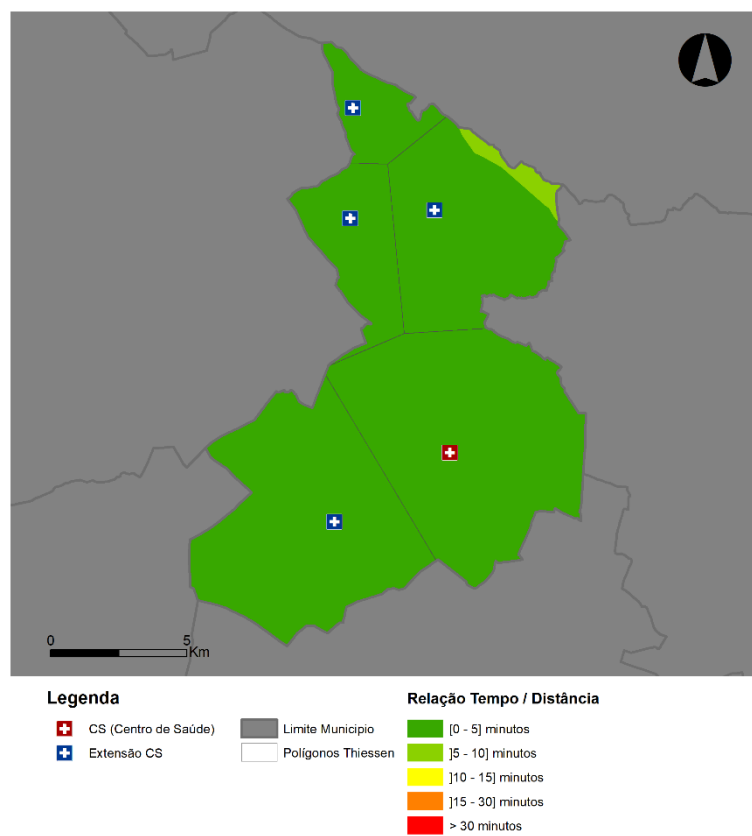 0 5
Km
Legenda
CS (Centro de Saúde)
Extensão CS
Limite Municipio
Polígonos Thiessen
Relação Tempo / Distância
[0 - 5] minutos
]5 - 10] minutos
]10 - 15] minutos
]15 - 30] minutos
> 30 minutos